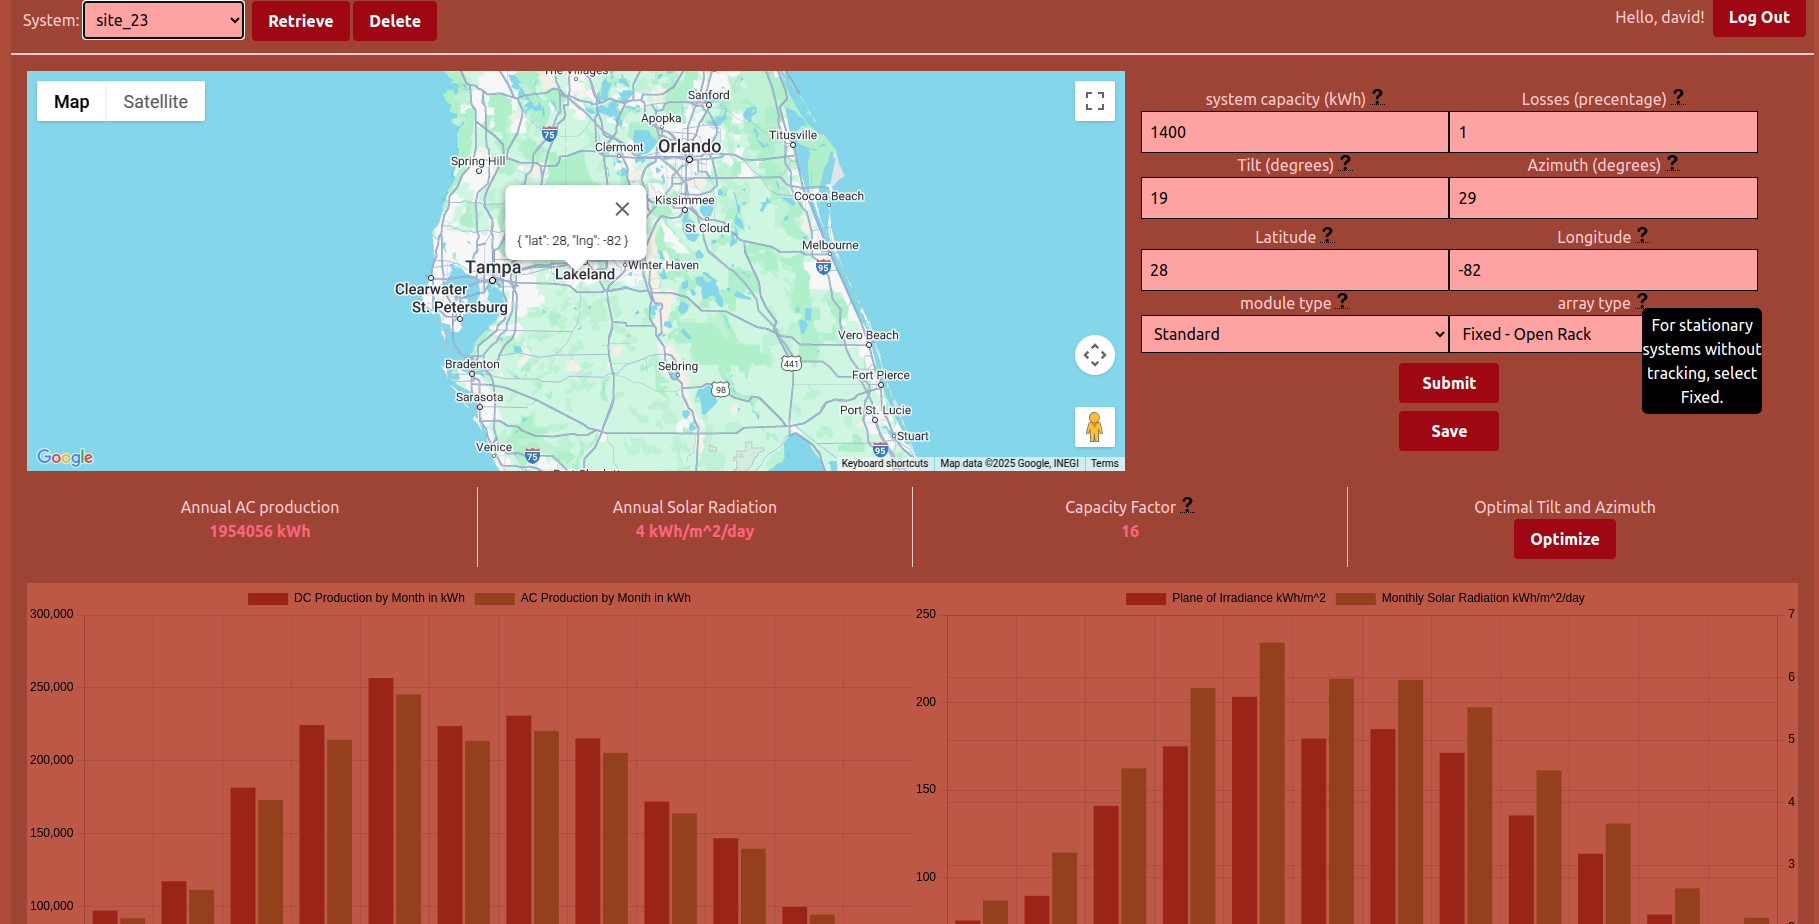 System: site_23 Retrieve Delete Hello, david! Log Out
Map Satellite
Sanford
Apopka
75
Titusville
Clermont Orlando
Spring Hill
Cocoa Beach
Kissimmee
St Cloud
{ "lat": 28, "lng": -82 }
Melbourne
Tampa Winter Haven 95
Lakeland
Clearwater
St. Petersburg
Vero Beach
Bradenton Sebring 441
98 Fort Pierce
Sarasota
Port St. Lucie
Stuart
Venice 75 95
Google Keyboard shortcuts Map data ©2025 Google, INEGI Terms
system capacity (kWh) ? Losses (precentage) ?
1400 1
Tilt (degrees) ? Azimuth (degrees) ?
19 29
Latitude ? Longitude ?
28 -82
module type ? array type ?
Standard Fixed - Open Rack
For stationary
systems without
tracking, select
Fixed.
Submit
Save
Annual AC production Annual Solar Radiation Capacity Factor ? Optimal Tilt and Azimuth
1954056 kWh 4 kWh/m^2/day 16 Optimize
DC Production by Month in kWh AC Production by Month in kWh
300,000
250,000
200,000
150,000
100,000
Plane of Irradiance kWh/m^2 Monthly Solar Radiation kWh/m^2/day
250 7
6
200
5
150
4
3
100